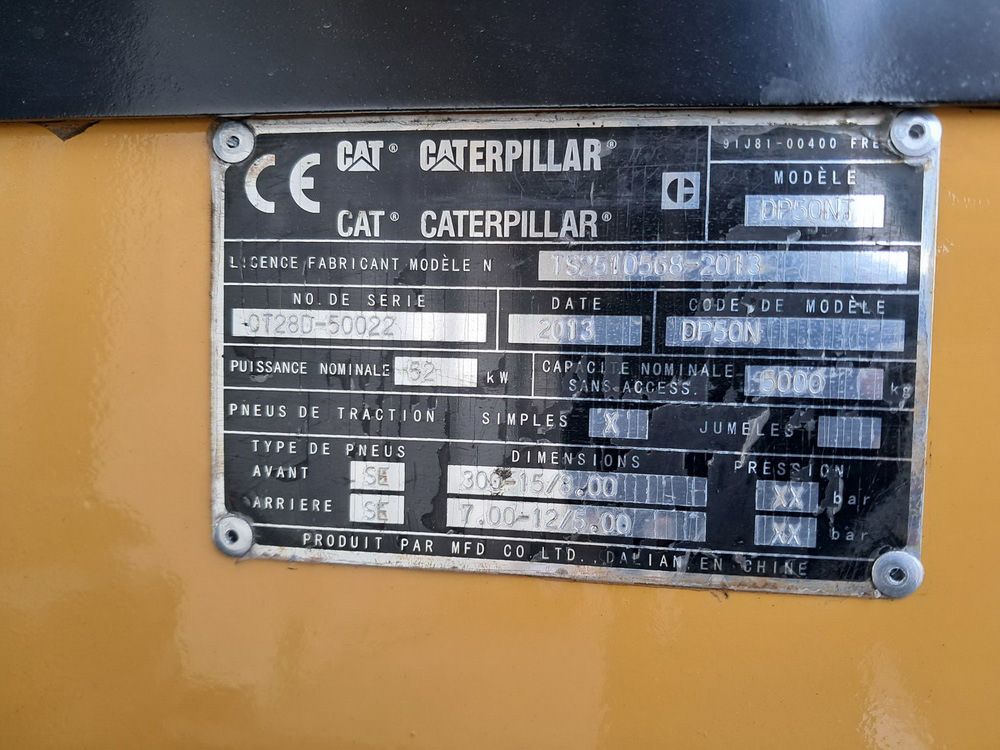 CE CAT® CATERPILLAR®
91J81-00400 FRE
CAT® CATERPILLAR®
MODÈLE
DP50NT
LICENCE FABRICANT MODÈLE N TS2510568-2013
NO. DE SERIE DATE CODE DE MODÈLE
CT28D-50022 2013 DP50N
PUISSANCE NOMINALE 52 kW CAPACITE NOMINALE SANS ACCESS. 5000 kg
PNEUS DE TRACTION SIMPLES X JUMELES
TYPE DE PNEUS DIMENSIONS PRESSION
AVANT SE 300-15/8.00 XX bar
ARRIERE SE 7.00-12/5.00 XX bar
PRODUIT PAR MFD CO.LTD., DALIAN EN CHINE